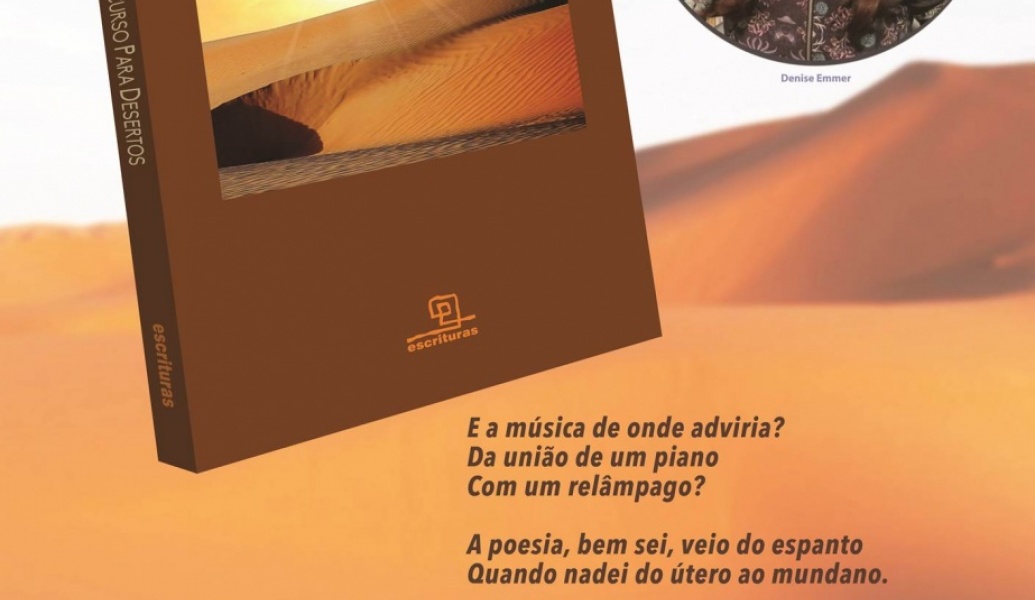 Para Desertos
Denise Emmer
escrituras
escrituras
E a música de onde adviria?
Da união de um piano
Com um relâmpago?
A poesia, bem sei, veio do espanto
Quando nadei do útero ao mundano.